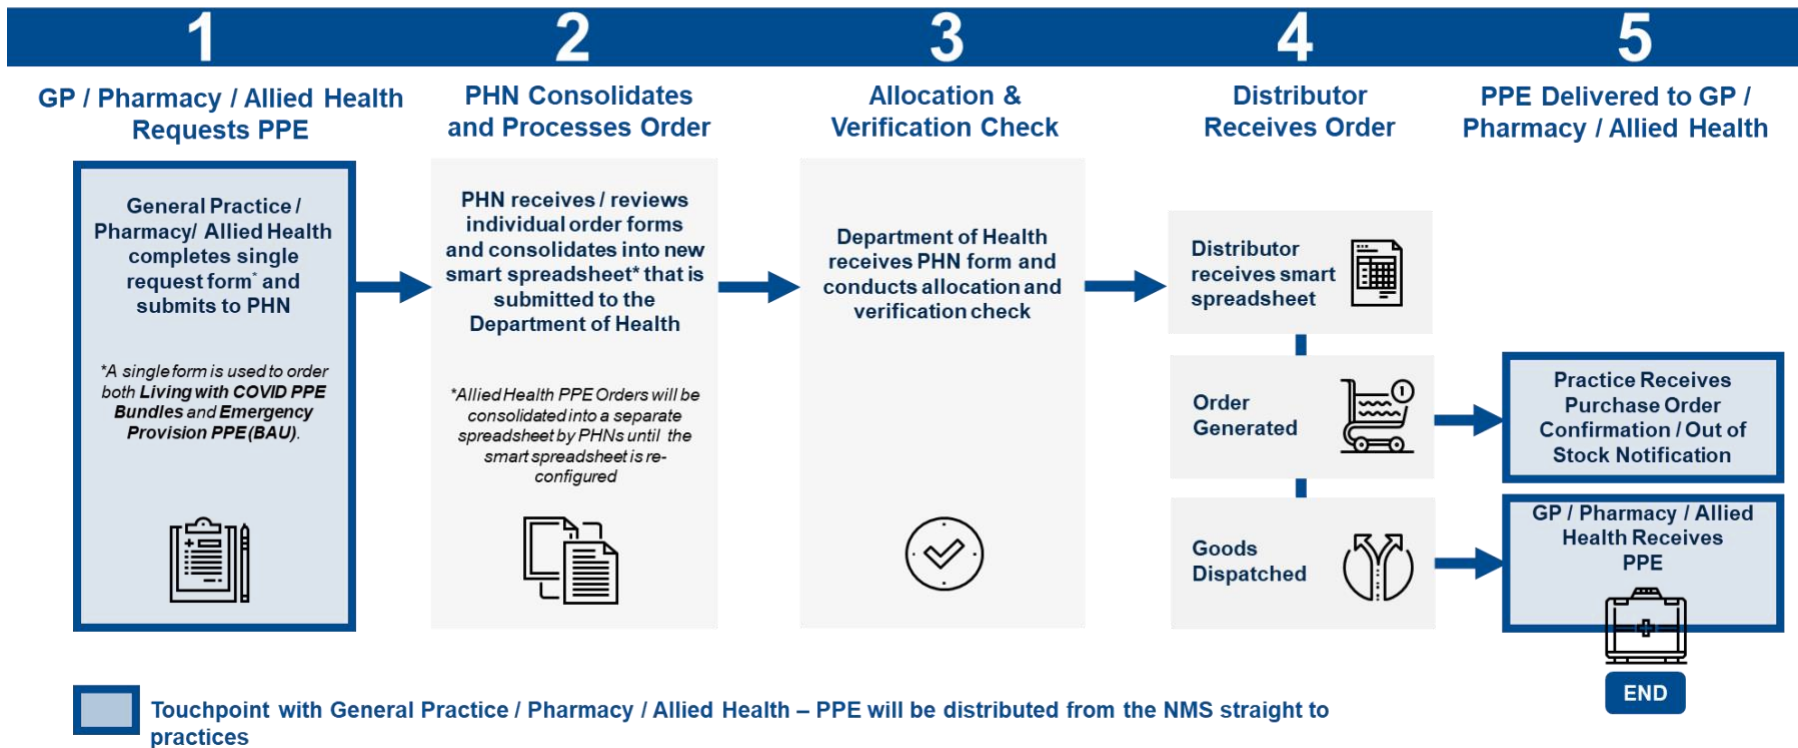 1
2
3
4
5
GP / Pharmacy / Allied Health
Requests PPE
PHN Consolidates
and Processes Order
Allocation &
Verification Check
Distributor
Receives Order
PPE Delivered to GP /
Pharmacy / Allied Health
General Practice /
Pharmacy/ Allied Health
completes single
request form* and
submits to PHN
*A single form is used to order
both Living with COVID PPE
Bundles and Emergency
Provision PPE (BAU).
PHN receives / reviews
individual order forms
and consolidates into new
smart spreadsheet* that is
submitted to the
Department of Health
*Allied Health PPE Orders will be
consolidated into a separate
spreadsheet by PHNs until the
smart spreadsheet is re-
configured
Department of Health
receives PHN form and
conducts allocation and
verification check
Distributor
receives smart
spreadsheet
Order
Generated
1
Goods
Dispatched
Practice Receives
Purchase Order
Confirmation / Out of
Stock Notification
GP / Pharmacy / Allied
Health Receives
PPE
END
Touchpoint with General Practice / Pharmacy / Allied Health – PPE will be distributed from the NMS straight to
practices